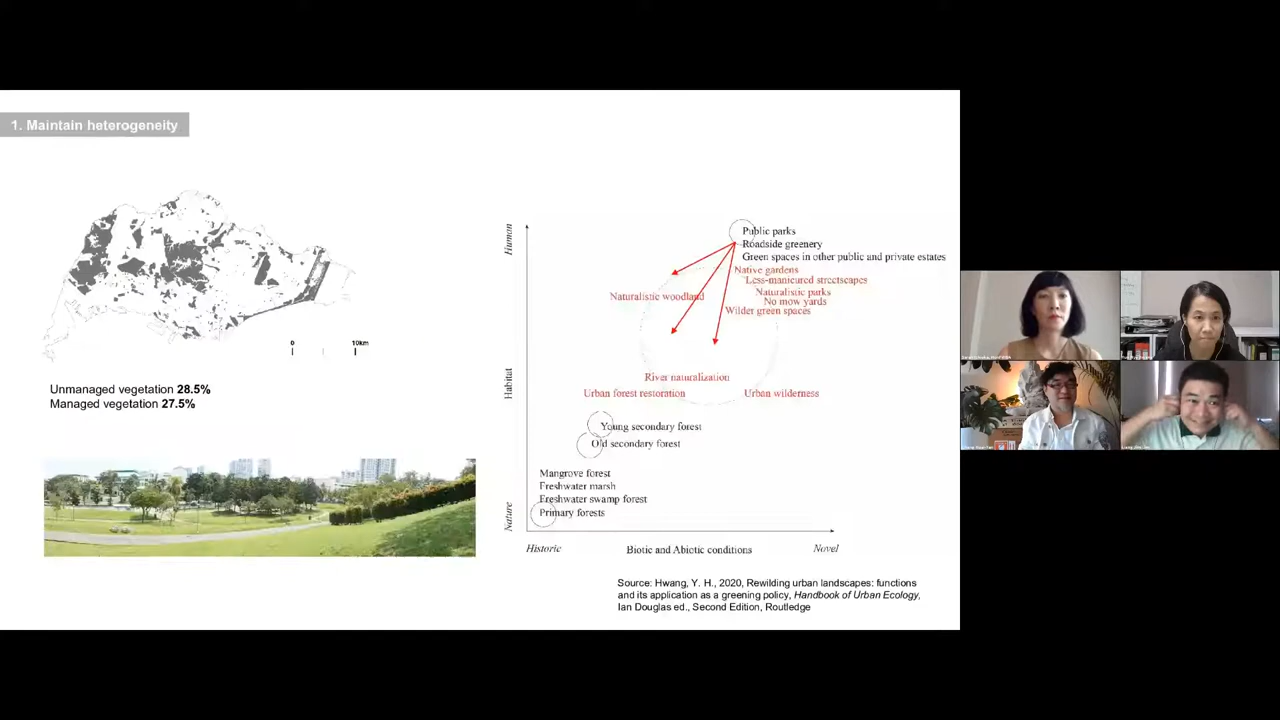 1. Maintain heterogeneity
0 10km
Unmanaged vegetation 28.5%
Managed vegetation 27.5%
Human
Habitat
Nature
Public parks
Roadside greenery
Green spaces in other public and private estates
Native gardens
Less-manicured streetscapes
Naturalistic parks
No mow yards
Wilder green spaces
Naturalistic woodland
River naturalization
Urban forest restoration
Urban wilderness
Young secondary forest
Old secondary forest
Mangrove forest
Freshwater marsh
Freshwater swamp forest
Primary forests
Historic
Biotic and Abiotic conditions
Novel
Source: Hwang, Y. H., 2020, Rewilding urban landscapes: functions
and its application as a greening policy, Handbook of Urban Ecology,
Ian Douglas ed., Second Edition, Routledge